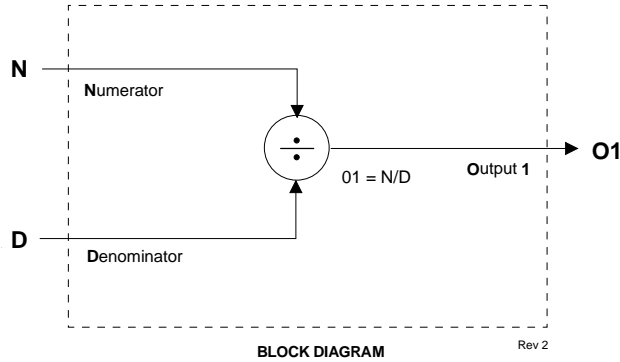 N
Numerator
01 = N/D
Output 1
O1
D
Denominator
BLOCK DIAGRAM
Rev 2